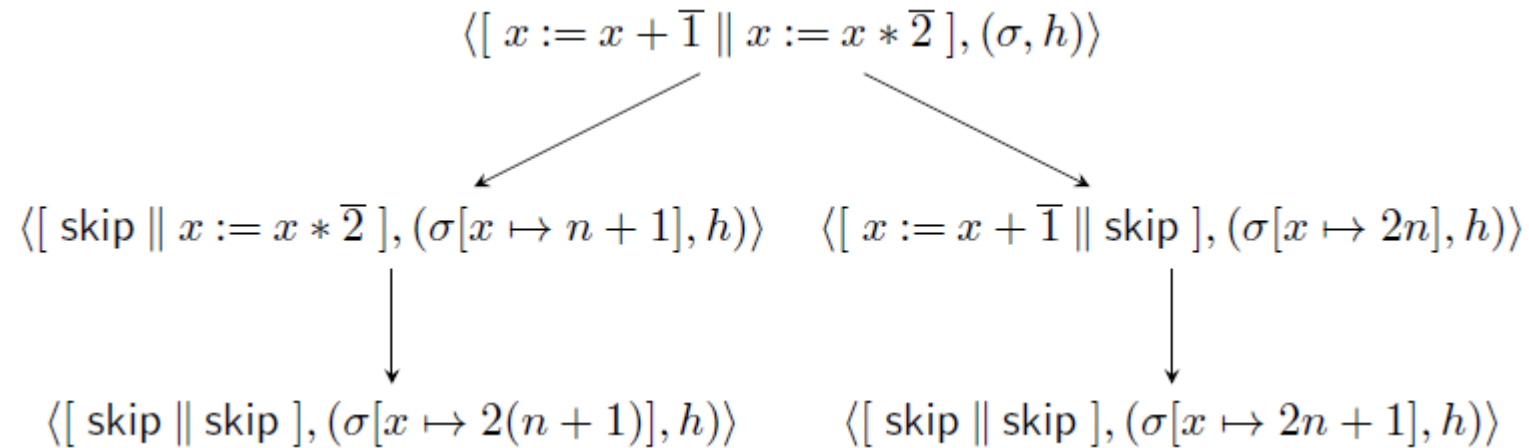 ⟨[ x := x + 1̅ ∥ x := x ∗ 2̅ ], (σ, h)⟩
⟨[ skip ∥ x := x ∗ 2̅ ], (σ[x ↦ n + 1], h)⟩ ⟨[ x := x + 1̅ ∥ skip ], (σ[x ↦ 2n], h)⟩
⟨[ skip ∥ skip ], (σ[x ↦ 2(n + 1)], h)⟩ ⟨[ skip ∥ skip ], (σ[x ↦ 2n + 1], h)⟩